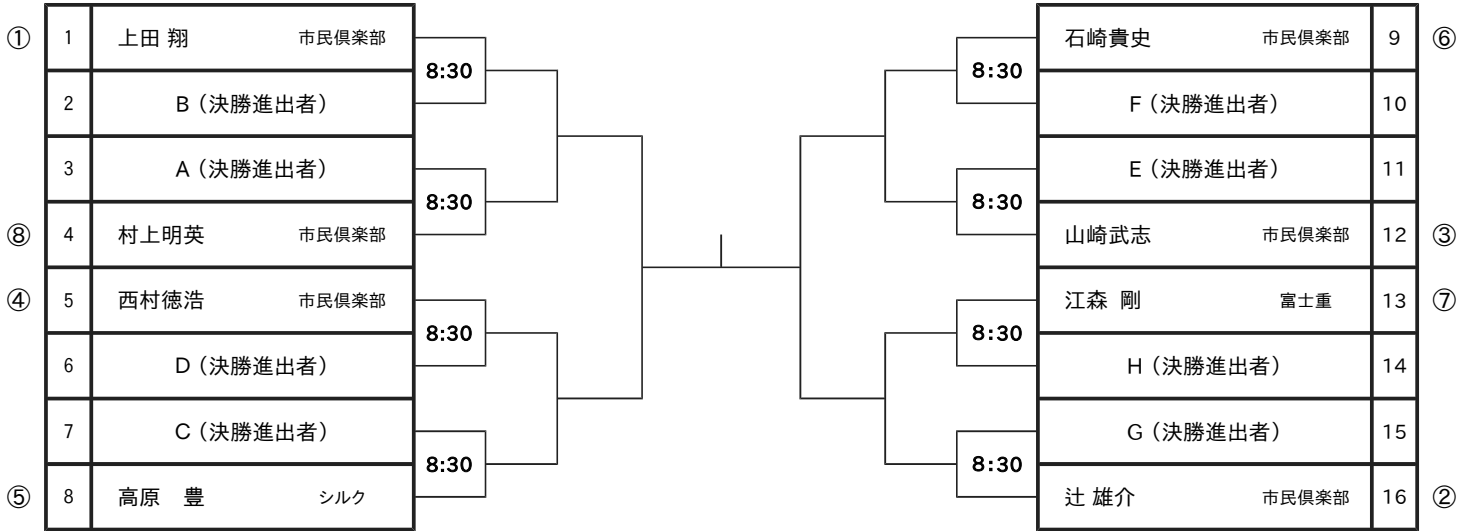 ① 1 上田 翔 市民倶楽部
8:30
2 B（決勝進出者）
3 A（決勝進出者）
8:30
⑧ 4 村上明英 市民倶楽部
④ 5 西村徳浩 市民倶楽部
8:30
6 D（決勝進出者）
7 C（決勝進出者）
8:30
⑤ 8 高原　豊 シルク
石崎貴史 市民倶楽部 9 ⑥
8:30
F（決勝進出者） 10
E（決勝進出者） 11
8:30
山崎武志 市民倶楽部 12 ③
江森 剛 富士重 13 ⑦
8:30
H（決勝進出者） 14
G（決勝進出者） 15
8:30
辻 雄介 市民倶楽部 16 ②